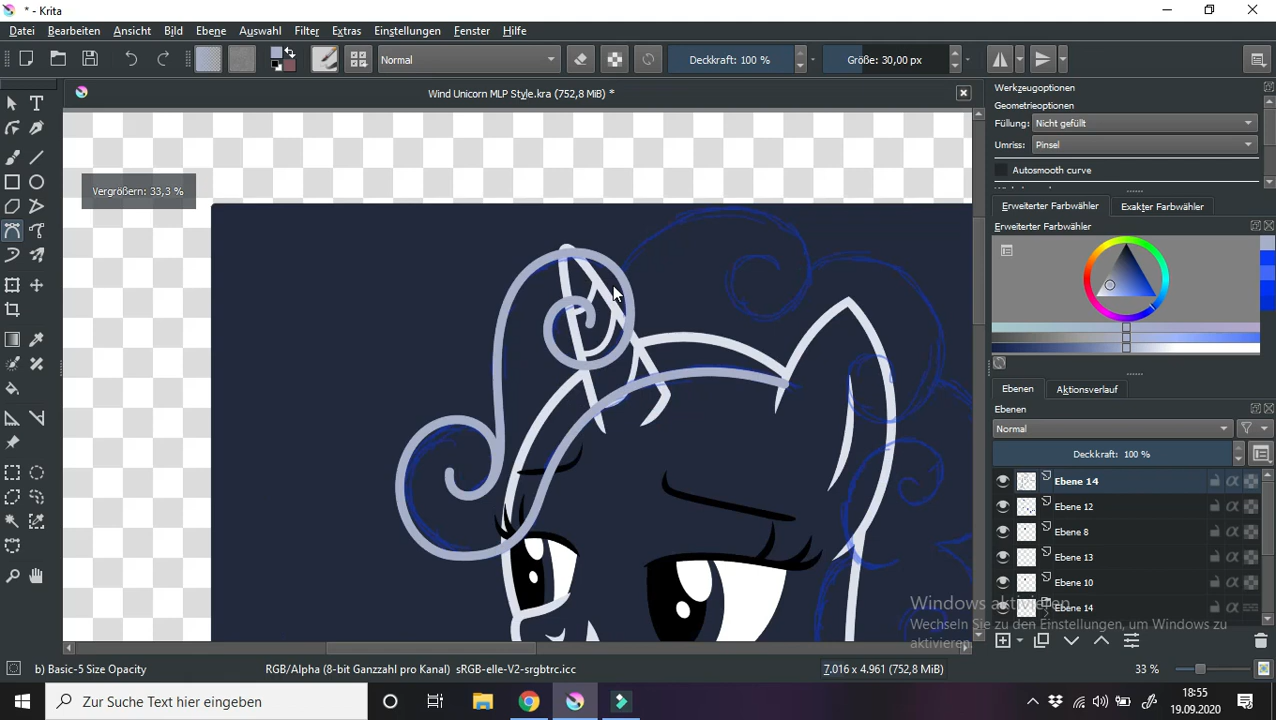 * - Krita
Datei Bearbeiten Ansicht Bild Ebene Auswahl Filter Extras Einstellungen Fenster Hilfe
Normal Deckkraft: 100 % Größe: 30,00 px
Wind Unicorn MLP Style.kra (752,8 MiB) *
Werkzeugoptionen
Geometrieoptionen
Füllung: Nicht gefüllt
Umriss: Pinsel
Autosmooth curve
Vergrößern: 33,3 %
Erweiterter Farbwähler Exakter Farbwähler
Erweiterter Farbwähler
Ebenen Aktionsverlauf
Ebenen
Normal
Deckkraft: 100 %
Ebene 14
Ebene 12
Ebene 8
Ebene 13
Ebene 10
Ebene 14
Windows aktivieren
Wechseln Sie zu den Einstellungen, um Windows zu
aktivieren.
b) Basic-5 Size Opacity RGB/Alpha (8-bit Ganzzahl pro Kanal) sRGB-elle-V2-srgbtrc.icc 7.016 x 4.961 (752,8 MiB) 33 %
Zur Suche Text hier eingeben
18:55
19.09.2020